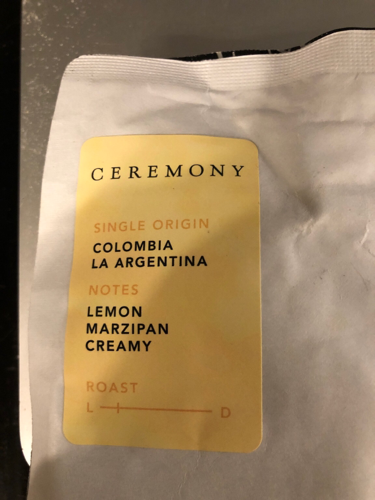 CEREMONY
SINGLE ORIGIN
COLOMBIA
LA ARGENTINA
NOTES
LEMON
MARZIPAN
CREAMY
ROAST
L D